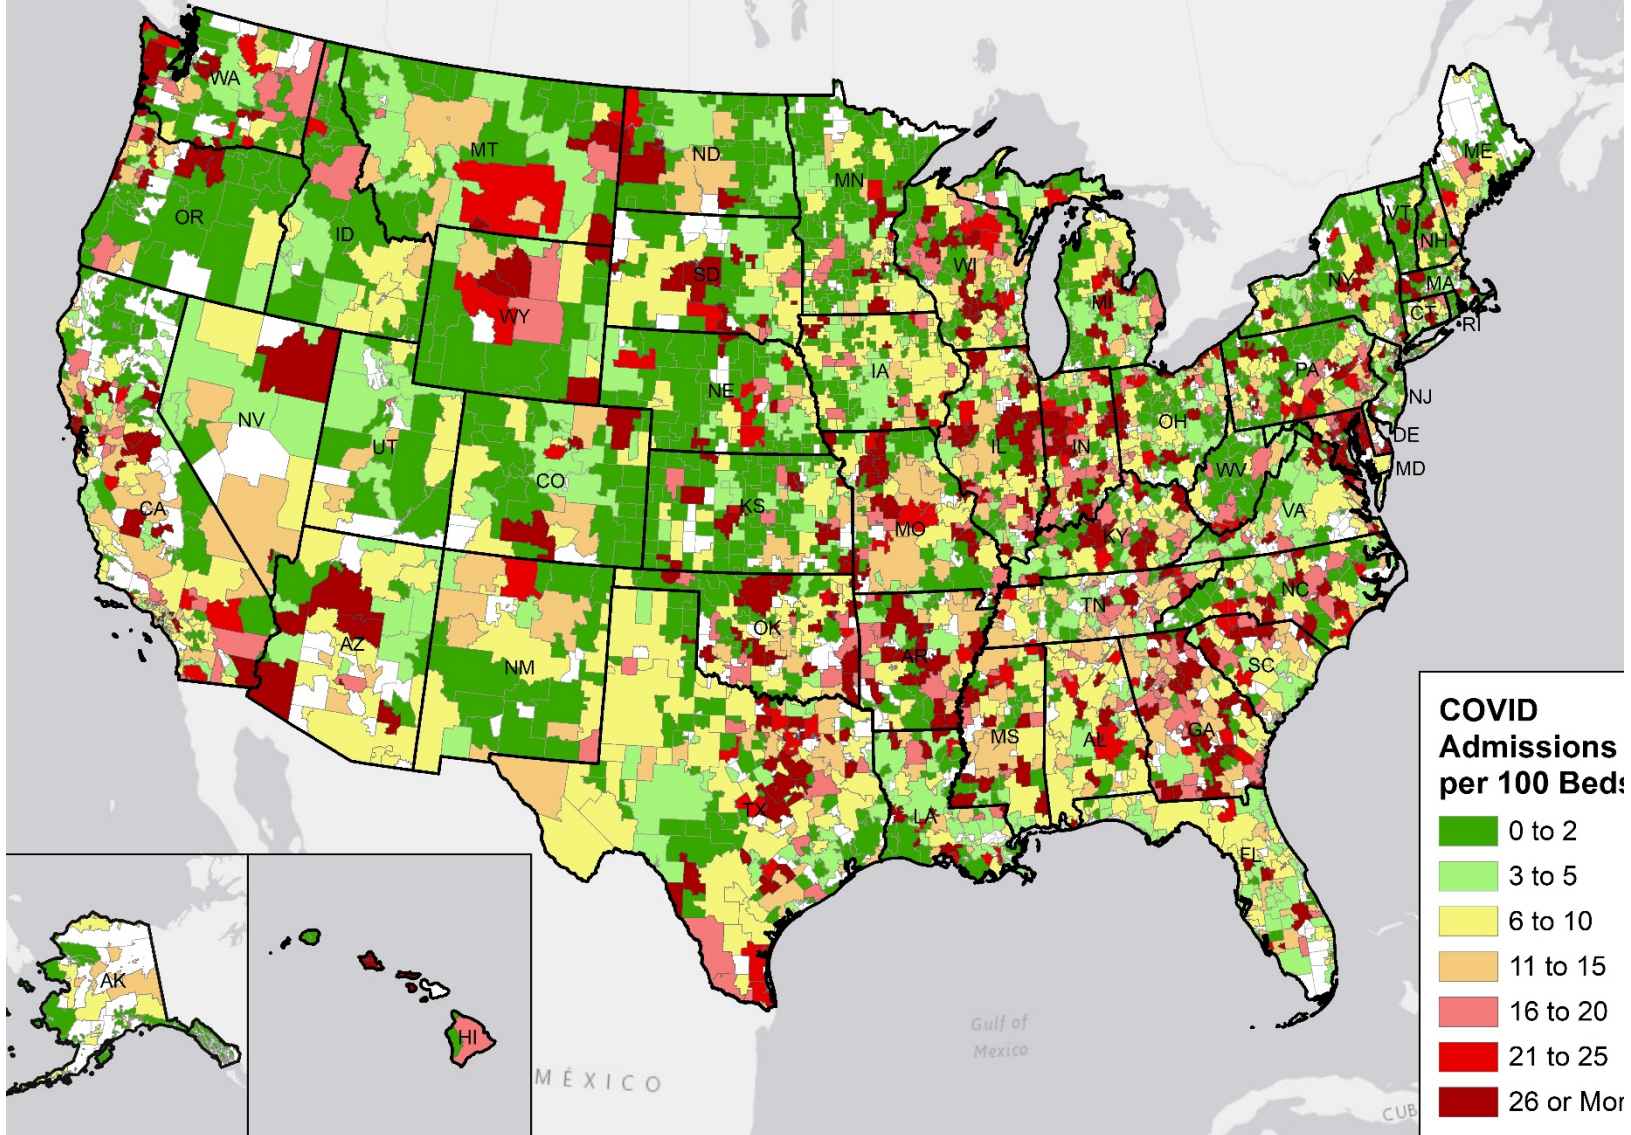 WA
MT
ND
MN
ME
OR
ID
SD
WI
VT
NH
NY
MA
MI
CT
RI
WY
NV
UT
NE
IA
PA
NJ
OH
IL
IN
DE
MD
WV
CA
CO
KS
MO
KY
VA
AZ
NM
OK
AR
TN
NC
SC
MS
AL
GA
TX
LA
FL
AK
HI
Gulf of
Mexico
MÉXICO
CUB
COVID
Admissions
per 100 Beds
0 to 2
3 to 5
6 to 10
11 to 15
16 to 20
21 to 25
26 or Mor